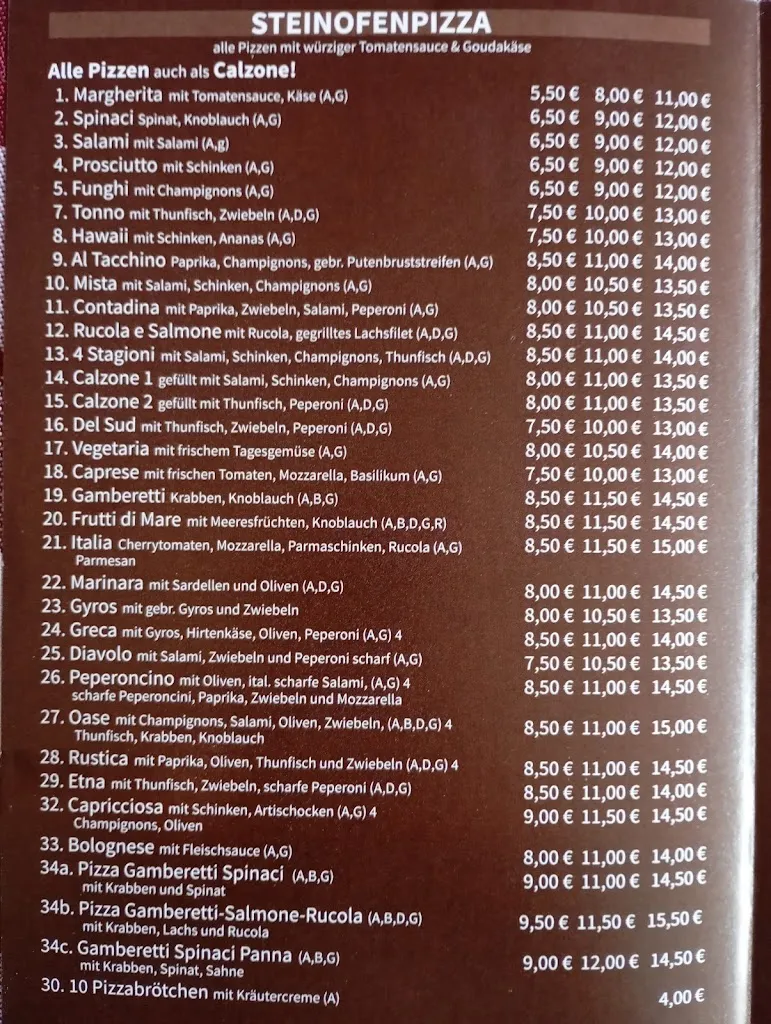 STEINOFENPIZZA
alle Pizzen mit würziger Tomatensauce & Goudakäse
Alle Pizzen auch als Calzone!
1. Margherita mit Tomatensauce, Käse (A,G) 5,50 € 8,00 € 11,00 €
2. Spinaci Spinat, Knoblauch (A,G) 6,50 € 9,00 € 12,00 €
3. Salami mit Salami (A,g) 6,50 € 9,00 € 12,00 €
4. Prosciutto mit Schinken (A,G) 6,50 € 9,00 € 12,00 €
5. Funghi mit Champignons (A,G) 6,50 € 9,00 € 12,00 €
7. Tonno mit Thunfisch, Zwiebeln (A,D,G) 7,50 € 10,00 € 13,00 €
8. Hawaii mit Schinken, Ananas (A,G) 7,50 € 10,00 € 13,00 €
9. Al Tacchino Paprika, Champignons, gebr. Putenbruststreifen (A,G) 8,50 € 11,00 € 14,00 €
10. Mista mit Salami, Schinken, Champignons (A,G) 8,00 € 10,50 € 13,50 €
11. Contadina mit Paprika, Zwiebeln, Salami, Peperoni (A,G) 8,00 € 10,50 € 13,50 €
12. Rucola e Salmone mit Rucola, gegrilltes Lachsfilet (A,D,G) 8,50 € 11,00 € 14,50 €
13. 4 Stagioni mit Salami, Schinken, Champignons, Thunfisch (A,D,G) 8,50 € 11,00 € 14,00 €
14. Calzone 1 gefüllt mit Salami, Schinken, Champignons (A,G) 8,00 € 11,00 € 13,50 €
15. Calzone 2 gefüllt mit Thunfisch, Peperoni (A,D,G) 8,00 € 11,00 € 13,50 €
16. Del Sud mit Thunfisch, Zwiebeln, Peperoni (A,D,G) 7,50 € 10,00 € 13,00 €
17. Vegetaria mit frischem Tagesgemüse (A,G) 8,00 € 10,50 € 14,00 €
18. Caprese mit frischen Tomaten, Mozzarella, Basilikum (A,G) 7,50 € 10,00 € 13,00 €
19. Gamberetti Krabben, Knoblauch (A,B,G) 8,50 € 11,50 € 14,50 €
20. Frutti di Mare mit Meeresfrüchten, Knoblauch (A,B,D,G,R) 8,50 € 11,50 € 14,50 €
21. Italia Cherrytomaten, Mozzarella, Parmaschinken, Rucola (A,G) 8,50 € 11,50 € 15,00 €
Parmesan
22. Marinara mit Sardellen und Oliven (A,D,G) 8,00 € 11,00 € 14,50 €
23. Gyros mit gebr. Gyros und Zwiebeln 8,00 € 10,50 € 13,50 €
24. Greca mit Gyros, Hirtenkäse, Oliven, Peperoni (A,G) 4 8,50 € 11,00 € 14,00 €
25. Diavolo mit Salami, Zwiebeln und Peperoni scharf (A,G) 7,50 € 10,50 € 13,50 €
26. Peperoncino mit Oliven, ital. scharfe Salami, (A,G) 4 8,50 € 11,00 € 14,50 €
scharfe Peperoncini, Paprika, Zwiebeln und Mozzarella
27. Oase mit Champignons, Salami, Oliven, Zwiebeln, (A,B,D,G) 4 8,50 € 11,00 € 15,00 €
Thunfisch, Krabben, Knoblauch
28. Rustica mit Paprika, Oliven, Thunfisch und Zwiebeln (A,D,G) 4 8,50 € 11,00 € 14,50 €
29. Etna mit Thunfisch, Zwiebeln, scharfe Peperoni (A,D,G) 8,50 € 11,00 € 14,00 €
32. Capricciosa mit Schinken, Artischocken (A,G) 4 9,00 € 11,50 € 14,50 €
Champignons, Oliven
33. Bolognese mit Fleischsauce (A,G) 8,00 € 11,00 € 14,00 €
34a. Pizza Gamberetti Spinaci (A,B,G) 9,00 € 11,00 € 14,50 €
mit Krabben und Spinat
34b. Pizza Gamberetti-Salmone-Rucola (A,B,D,G) 9,50 € 11,50 € 15,50 €
mit Krabben, Lachs und Rucola
34c. Gamberetti Spinaci Panna (A,B,G) 9,00 € 12,00 € 14,50 €
mit Krabben, Spinat, Sahne
30. 10 Pizzabrötchen mit Kräutercreme (A) 4,00 €